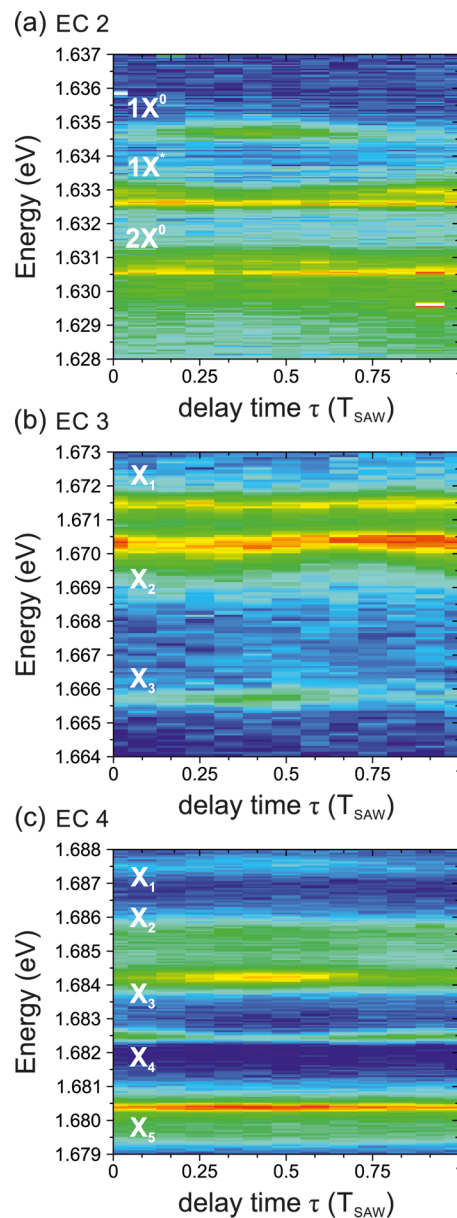 (a) EC 2
1.637
1.636
1X⁰
1.635
1X*
1.634
1.633
1.632
2X⁰
1.631
1.630
1.629
1.628
Energy (eV)
0 0.25 0.5 0.75
delay time τ (T_SAW)
(b) EC 3
1.673
X₁
1.672
1.671
1.670
X₂
1.669
1.668
1.667
X₃
1.666
1.665
1.664
Energy (eV)
0 0.25 0.5 0.75
delay time τ (T_SAW)
(c) EC 4
1.688
X₁
1.687
X₂
1.686
1.685
1.684
X₃
1.683
1.682
X₄
1.681
1.680
X₅
1.679
Energy (eV)
0 0.25 0.5 0.75
delay time τ (T_SAW)